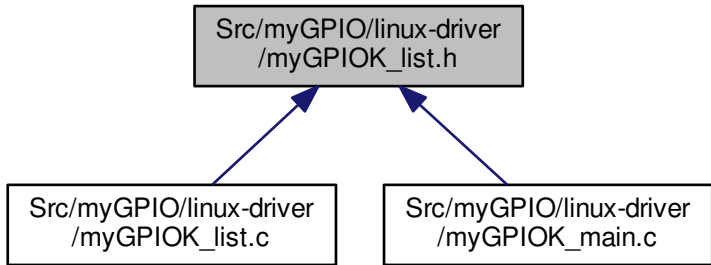 Src/myGPIO/linux-driver
/myGPIOK_list.h
Src/myGPIO/linux-driver
/myGPIOK_list.c
Src/myGPIO/linux-driver
/myGPIOK_main.c